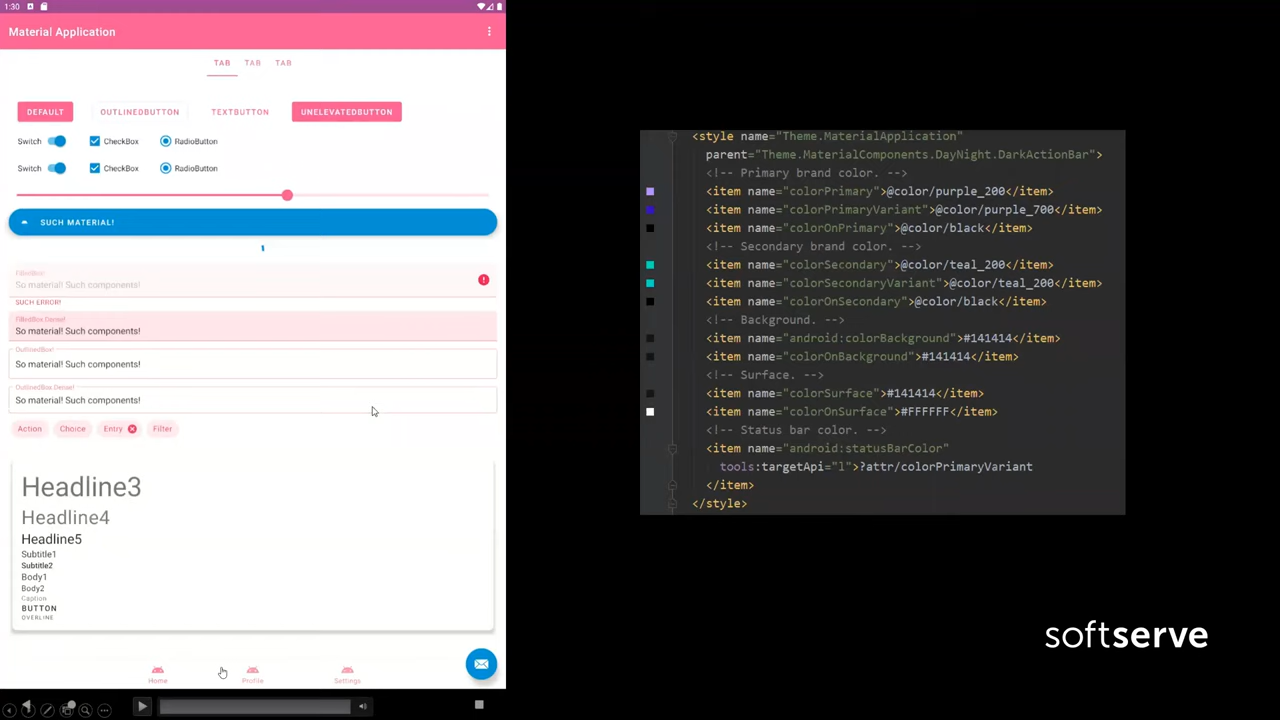 1:30
Material Application
TAB TAB TAB
DEFAULT OUTLINEDBUTTON TEXTBUTTON UNELEVATEDBUTTON
Switch CheckBox RadioButton
Switch CheckBox RadioButton
SUCH MATERIAL!
FilledBox!
So material! Such components!
SUCH ERROR!
FilledBox Dense!
So material! Such components!
OutlinedBox!
So material! Such components!
OutlinedBox Dense!
So material! Such components!
Action Choice Entry Filter
Headline3
Headline4
Headline5
Subtitle1
Subtitle2
Body1
Body2
Caption
BUTTON
OVERLINE
Home Profile Settings
<style name="Theme.MaterialApplication"
parent="Theme.MaterialComponents.DayNight.DarkActionBar">
<!-- Primary brand color. -->
<item name="colorPrimary">@color/purple_200</item>
<item name="colorPrimaryVariant">@color/purple_700</item>
<item name="colorOnPrimary">@color/black</item>
<!-- Secondary brand color. -->
<item name="colorSecondary">@color/teal_200</item>
<item name="colorSecondaryVariant">@color/teal_200</item>
<item name="colorOnSecondary">@color/black</item>
<!-- Background. -->
<item name="android:colorBackground">#141414</item>
<item name="colorOnBackground">#141414</item>
<!-- Surface. -->
<item name="colorSurface">#141414</item>
<item name="colorOnSurface">#FFFFFF</item>
<!-- Status bar color. -->
<item name="android:statusBarColor"
tools:targetApi="l">?attr/colorPrimaryVariant
</item>
</style>
softserve